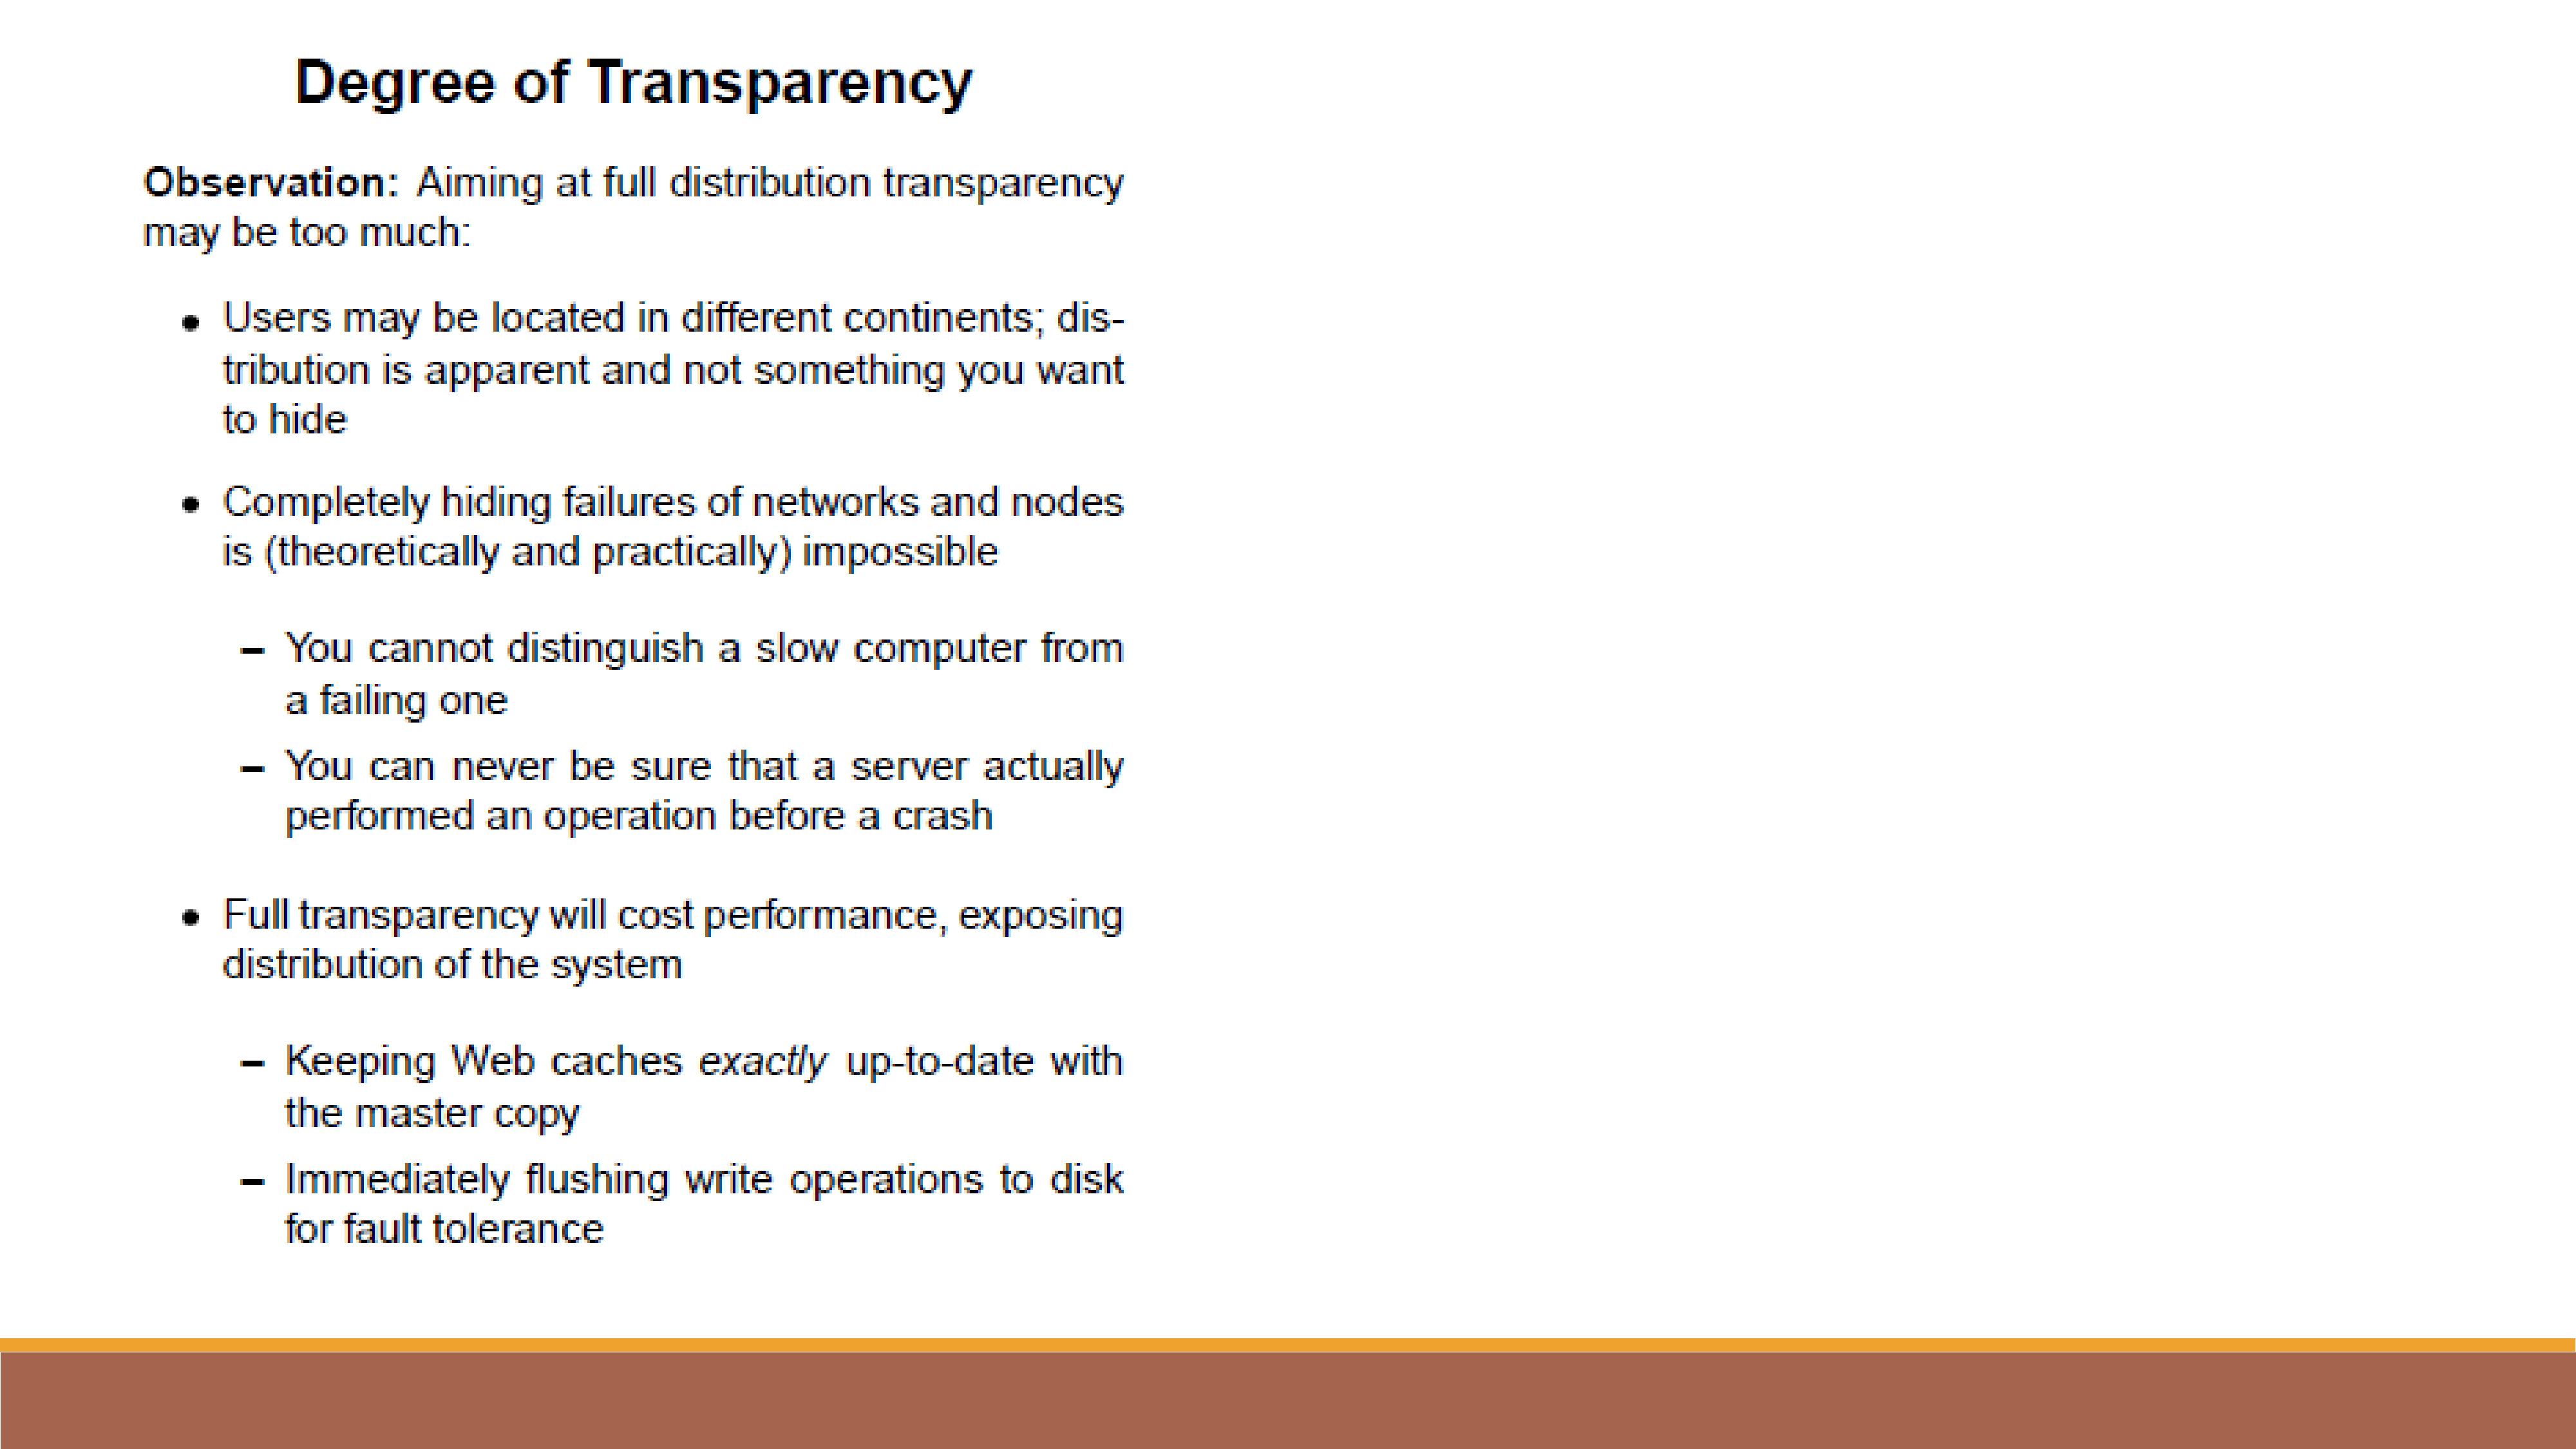 Degree of Transparency
Observation: Aiming at full distribution transparency
may be too much:
• Users may be located in different continents; dis-
tribution is apparent and not something you want
to hide
• Completely hiding failures of networks and nodes
is (theoretically and practically) impossible
– You cannot distinguish a slow computer from
a failing one
– You can never be sure that a server actually
performed an operation before a crash
• Full transparency will cost performance, exposing
distribution of the system
– Keeping Web caches exactly up-to-date with
the master copy
– Immediately flushing write operations to disk
for fault tolerance